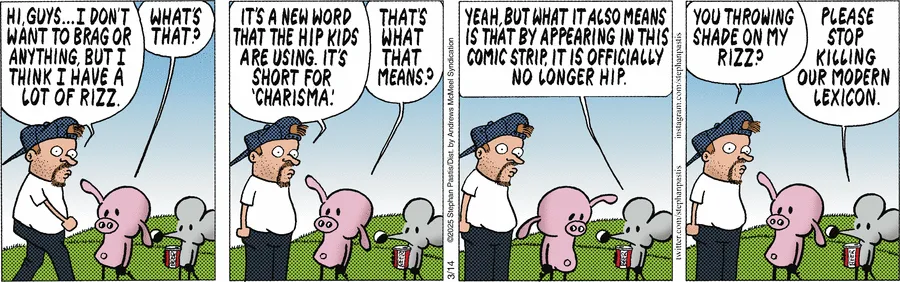 HI, GUYS...I DON'T
WANT TO BRAG OR
ANYTHING, BUT I
THINK I HAVE A
LOT OF RIZZ.
WHAT'S
THAT?
BEER
IT'S A NEW WORD
THAT THE HIP KIDS
ARE USING. IT'S
SHORT FOR
'CHARISMA.'
THAT'S
WHAT
THAT
MEANS?
BEER
©2025 Stephan Pastis/Dist. by Andrews McMeel Syndication
3/14
YEAH, BUT WHAT IT ALSO MEANS
IS THAT BY APPEARING IN THIS
COMIC STRIP, IT IS OFFICIALLY
NO LONGER HIP.
BEER
twitter.com/stephanpastis
instagram.com/stephanpastis
YOU THROWING
SHADE ON MY
RIZZ?
PLEASE
STOP
KILLING
OUR MODERN
LEXICON.
BEER